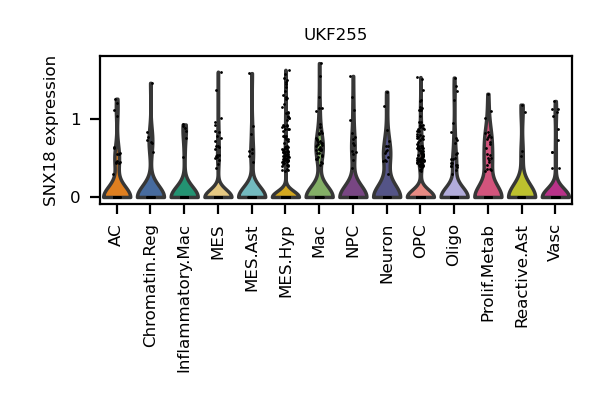 UKF255
SNX18 expression
1
0
AC
Chromatin.Reg
Inflammatory.Mac
MES
MES.Ast
MES.Hyp
Mac
NPC
Neuron
OPC
Oligo
Prolif.Metab
Reactive.Ast
Vasc